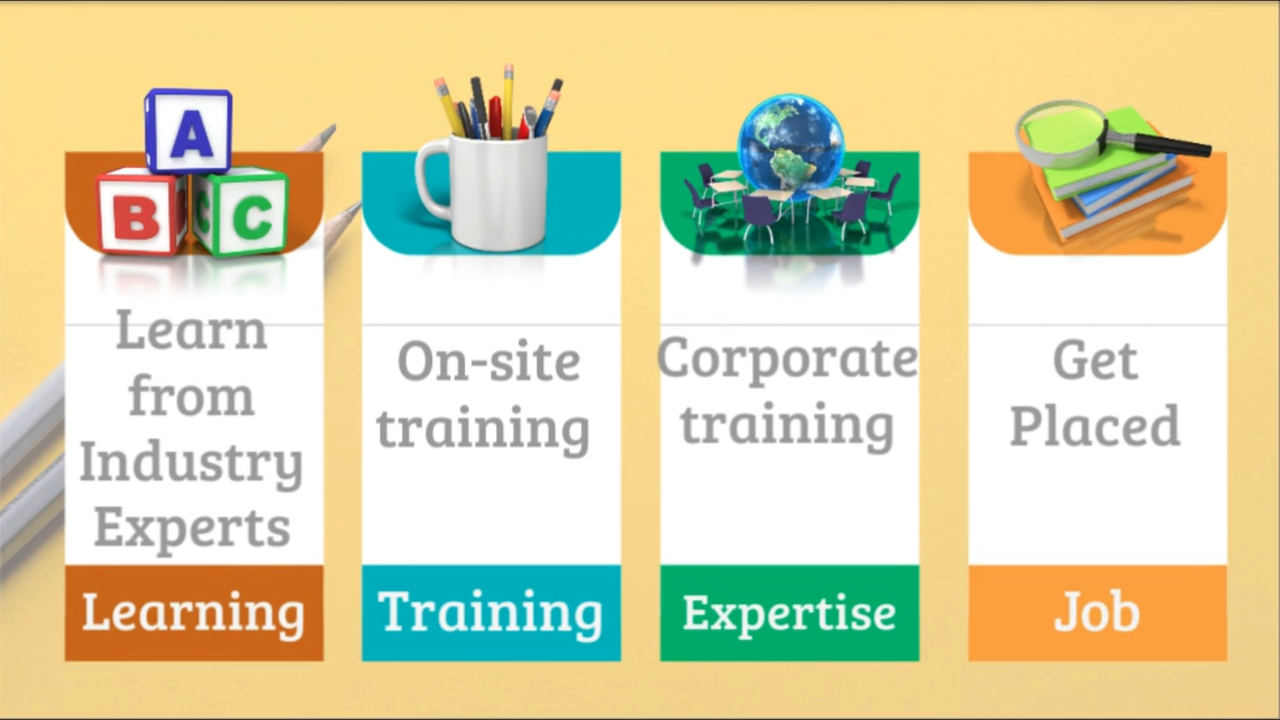 A
B
C
C
Learn
from
Industry
Experts
Learning
On-site
training
Training
Corporate
training
Expertise
Get
Placed
Job